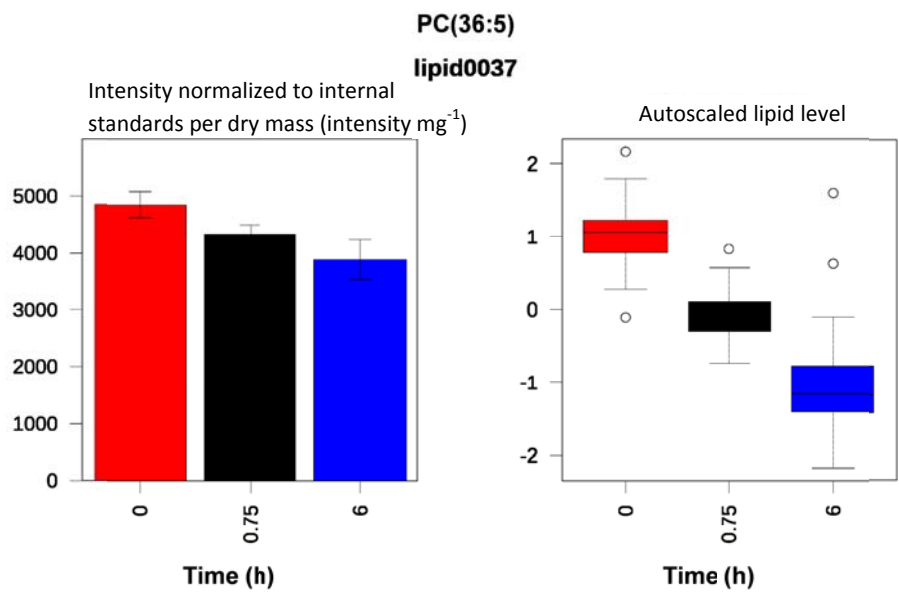 PC(36:5)
lipid0037
Intensity normalized to internal
standards per dry mass (intensity mg-1)
5000
4000
3000
2000
1000
0
0
0.75
6
Time (h)
Autoscaled lipid level
2
1
0
-1
-2
0
0.75
6
Time (h)